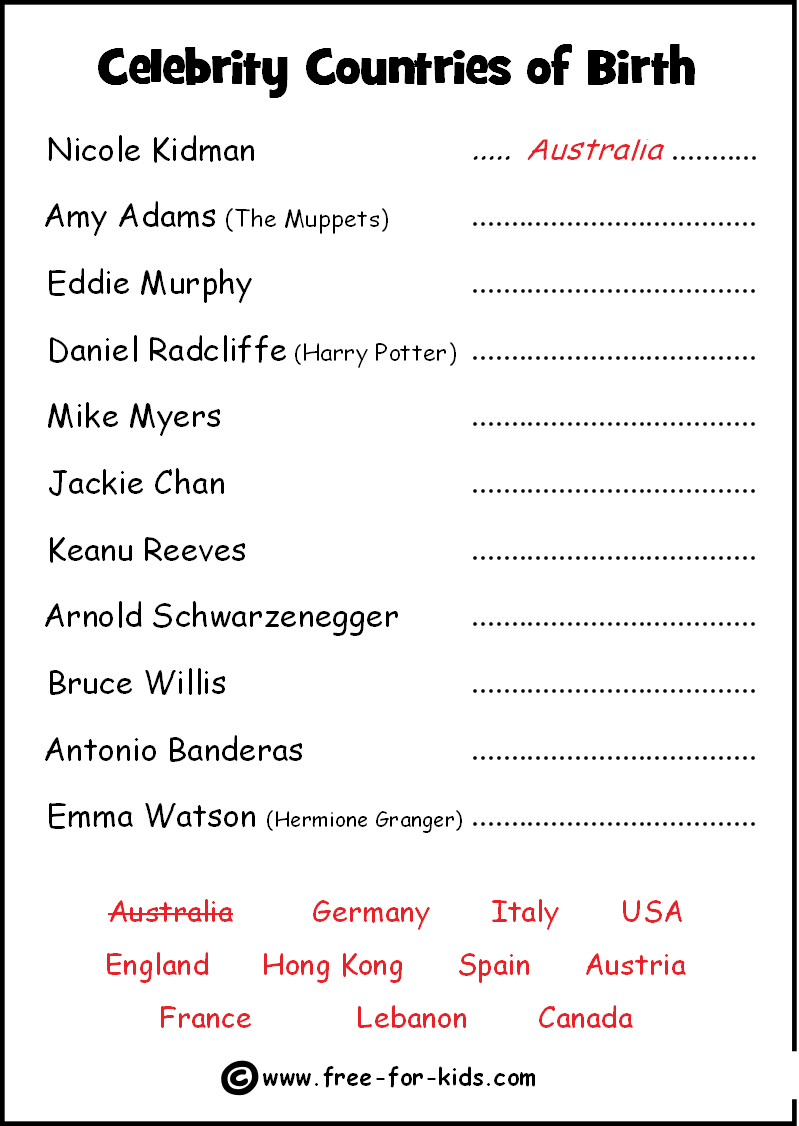 Celebrity Countries of Birth
Nicole Kidman ..... Australia ...........
Amy Adams (The Muppets) ....................................
Eddie Murphy ....................................
Daniel Radcliffe (Harry Potter) ....................................
Mike Myers ....................................
Jackie Chan ....................................
Keanu Reeves ....................................
Arnold Schwarzenegger ....................................
Bruce Willis ....................................
Antonio Banderas ....................................
Emma Watson (Hermione Granger) ....................................
Australia Germany Italy USA
England Hong Kong Spain Austria
France Lebanon Canada
© www.free-for-kids.com